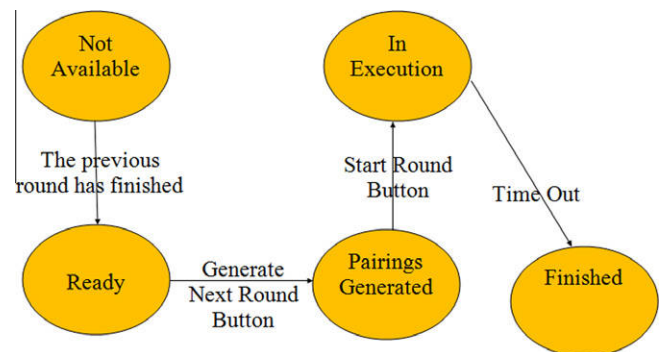 Not
Available
The previous
round has finished
Ready
Generate
Next Round
Button
Pairings
Generated
Start Round
Button
In
Execution
Time Out
Finished